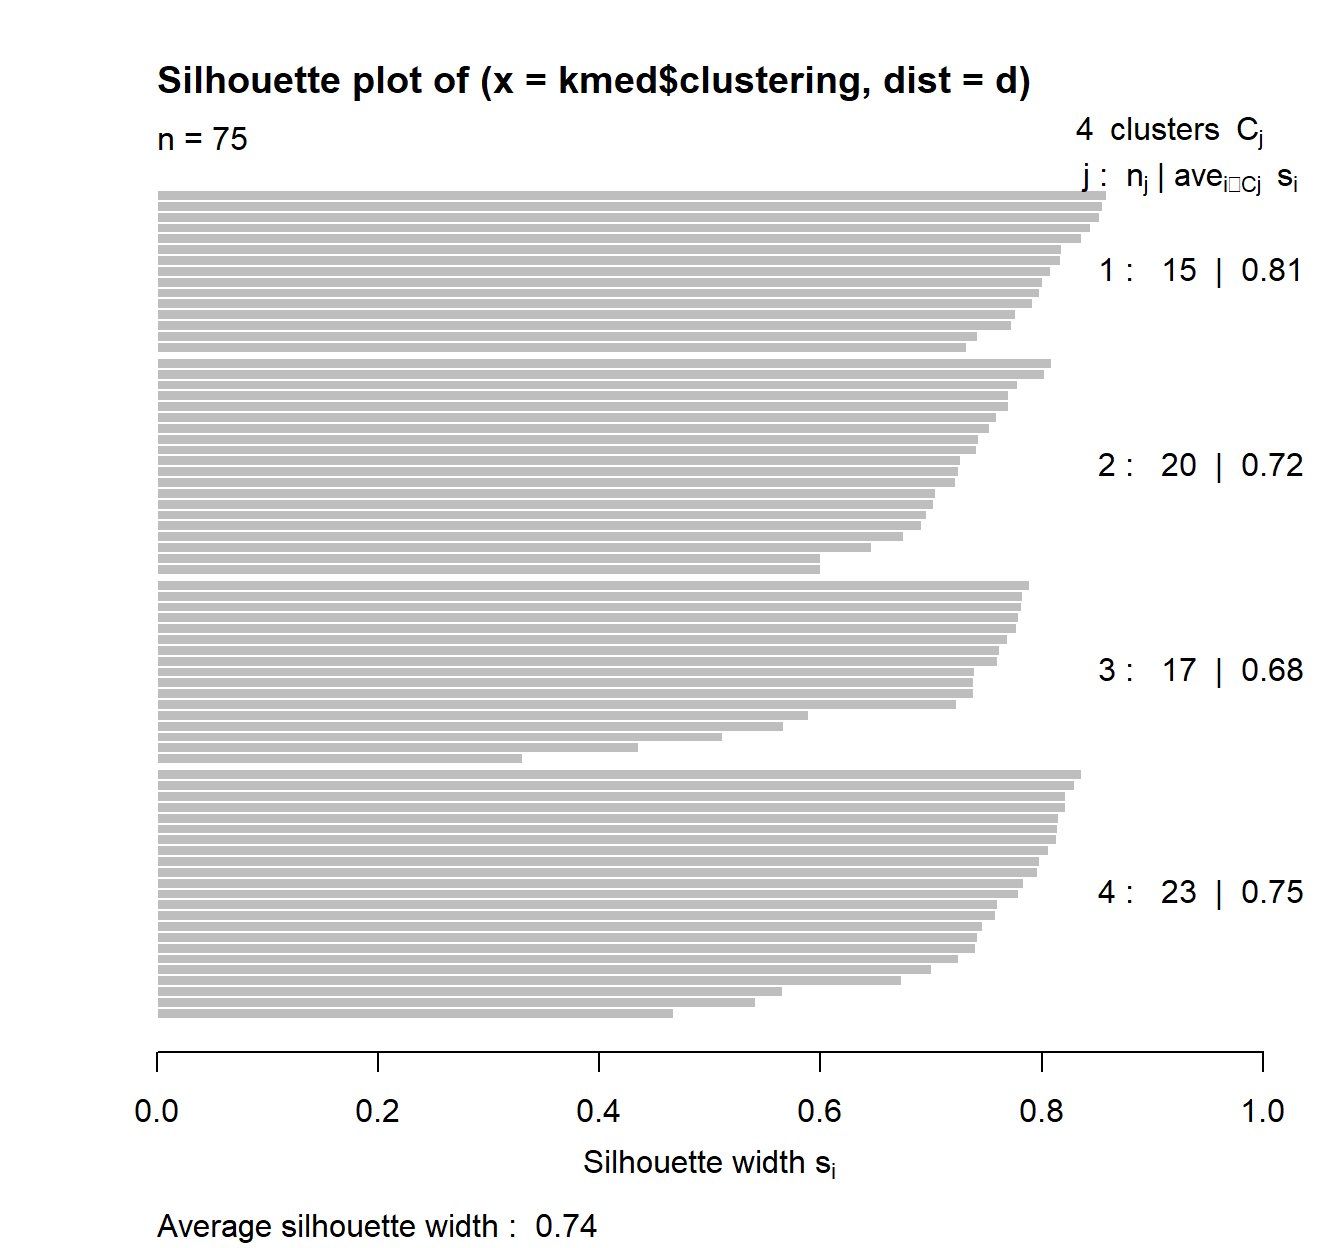 Silhouette plot of (x = kmed$clustering, dist = d)
n = 75
4 clusters Cj
j : nj | avei□Cj si
1 : 15 | 0.81
2 : 20 | 0.72
3 : 17 | 0.68
4 : 23 | 0.75
0.0 0.2 0.4 0.6 0.8 1.0
Silhouette width si
Average silhouette width : 0.74